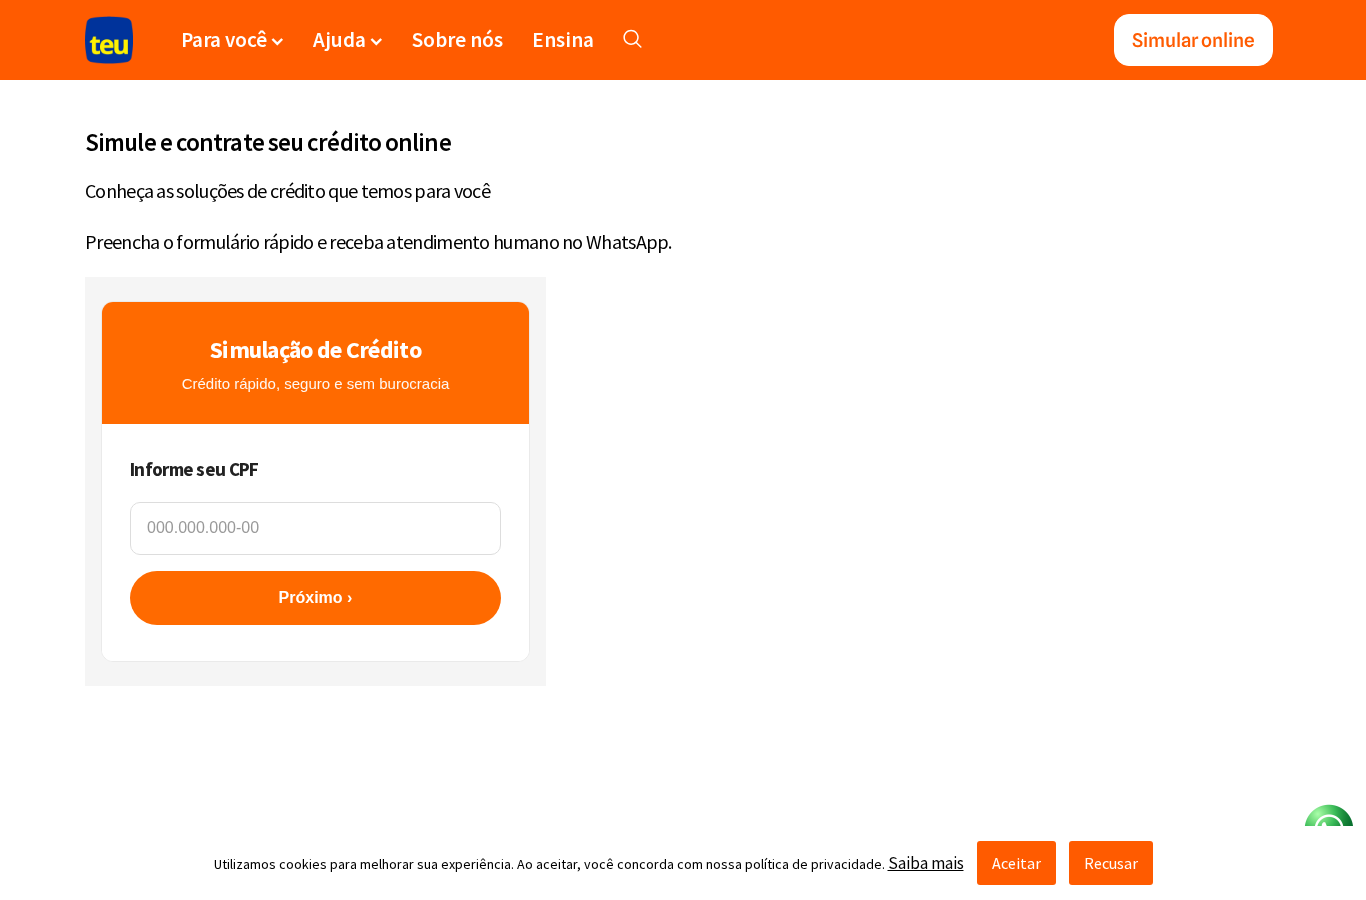 teu
Para você
Ajuda
Sobre nós
Ensina
Simular online
Simule e contrate seu crédito online
Conheça as soluções de crédito que temos para você
Preencha o formulário rápido e receba atendimento humano no WhatsApp.
Simulação de Crédito
Crédito rápido, seguro e sem burocracia
Informe seu CPF
000.000.000-00
Próximo ›
Utilizamos cookies para melhorar sua experiência. Ao aceitar, você concorda com nossa política de privacidade. Saiba mais
Aceitar
Recusar